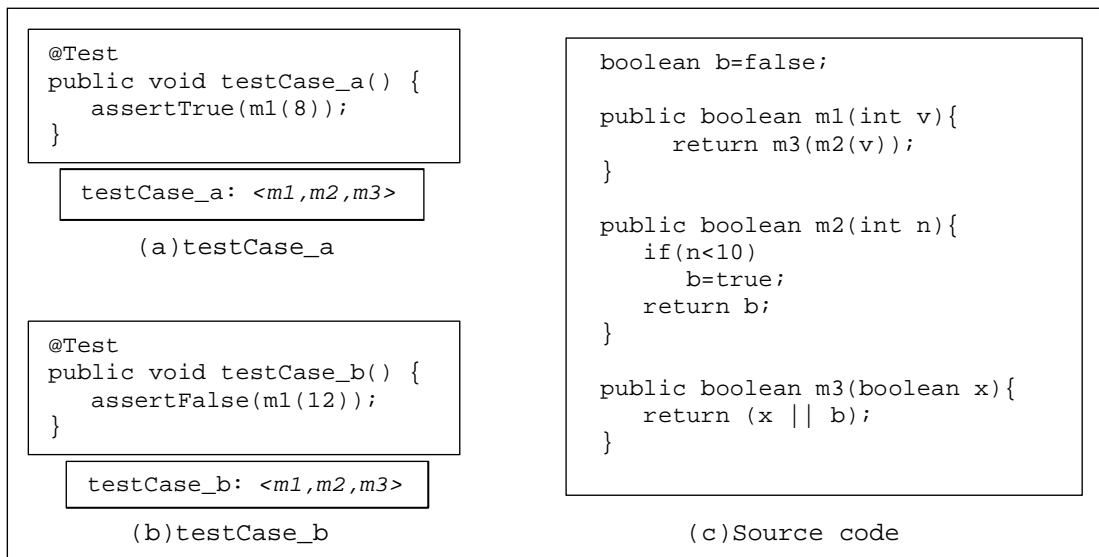 @Test
public void testCase_a() {
assertTrue(m1(8));
}
testCase_a: <m1,m2,m3>
(a)testCase_a
@Test
public void testCase_b() {
assertFalse(m1(12));
}
testCase_b: <m1,m2,m3>
(b)testCase_b
boolean b=false;
public boolean m1(int v){
return m3(m2(v));
}
public boolean m2(int n){
if(n<10)
b=true;
return b;
}
public boolean m3(boolean x){
return (x || b);
}
(c)Source code